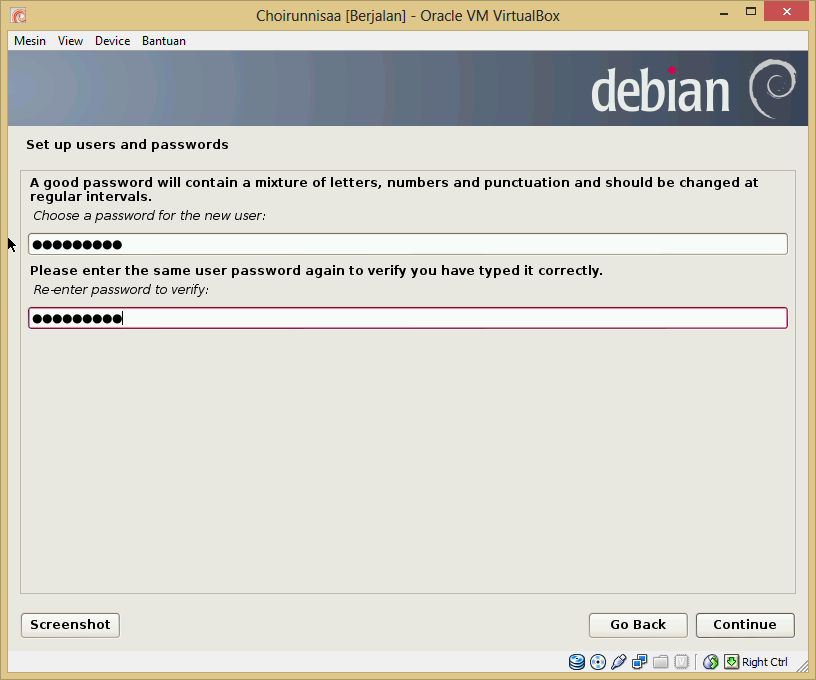 Choirunnisaa [Berjalan] - Oracle VM VirtualBox
Mesin View Device Bantuan
debian
Set up users and passwords
A good password will contain a mixture of letters, numbers and punctuation and should be changed at
regular intervals.
Choose a password for the new user:
●●●●●●●●●
Please enter the same user password again to verify you have typed it correctly.
Re-enter password to verify:
●●●●●●●●●
Screenshot Go Back Continue
Right Ctrl